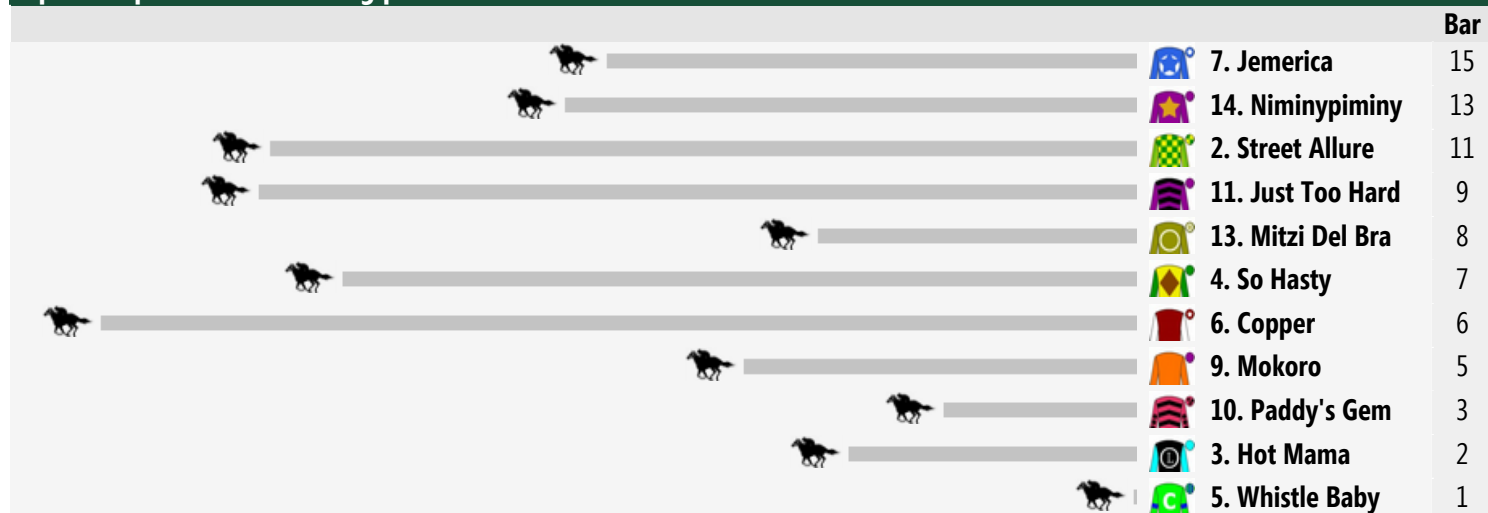 Bar
7. Jemerica 15
14. Niminypiminy 13
2. Street Allure 11
11. Just Too Hard 9
13. Mitzi Del Bra 8
4. So Hasty 7
6. Copper 6
9. Mokoro 5
10. Paddy's Gem 3
3. Hot Mama 2
C 5. Whistle Baby 1